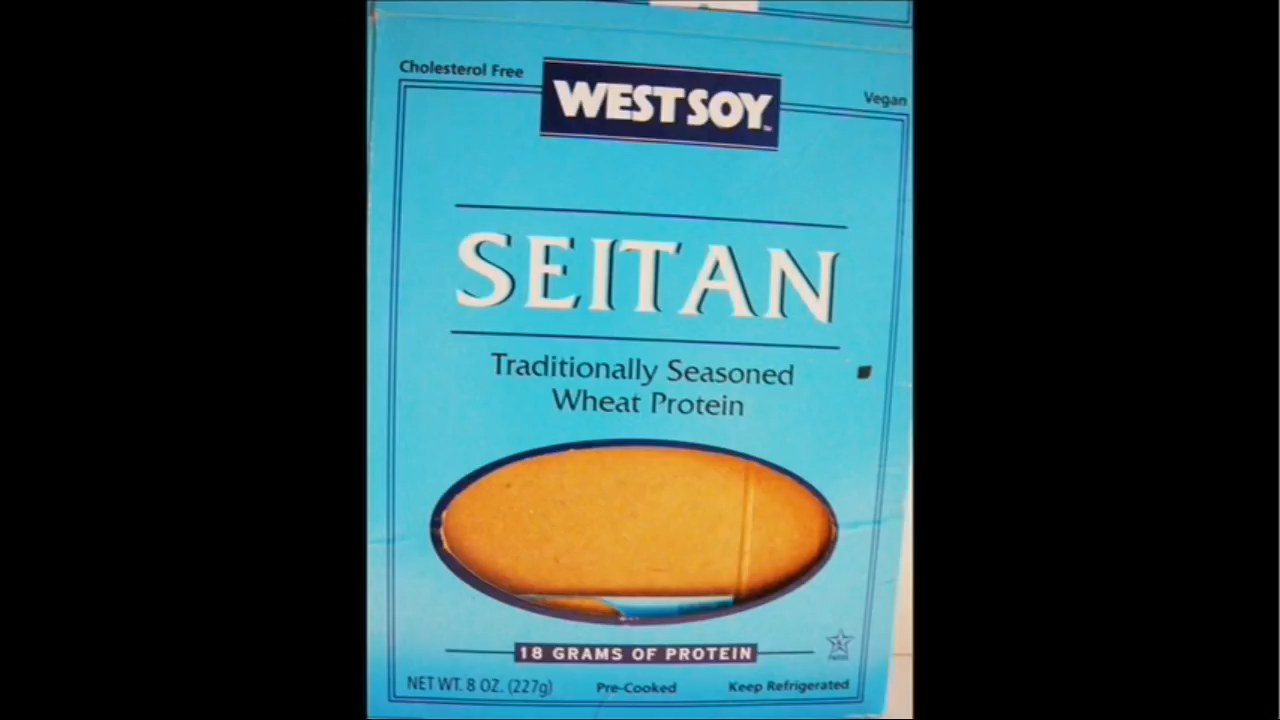 Cholesterol Free
WESTSOY™
Vegan
SEITAN
Traditionally Seasoned
Wheat Protein
18 GRAMS OF PROTEIN
NET WT. 8 OZ. (227g)
Pre-Cooked
Keep Refrigerated